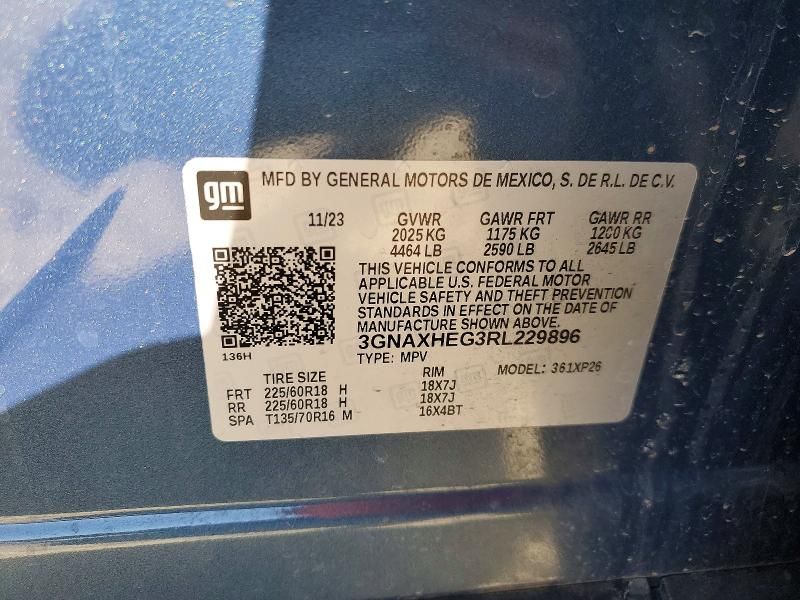 gm MFD BY GENERAL MOTORS DE MEXICO, S. DE R.L. DE C.V.
11/23 GVWR GAWR FRT GAWR RR
2025 KG 1175 KG 1200 KG
4464 LB 2590 LB 2645 LB
THIS VEHICLE CONFORMS TO ALL
APPLICABLE U.S. FEDERAL MOTOR
VEHICLE SAFETY AND THEFT PREVENTION
STANDARDS IN EFFECT ON THE DATE OF
MANUFACTURE SHOWN ABOVE.
3GNAXHEG3RL229896
136H TYPE: MPV MODEL: 361XP26
TIRE SIZE RIM
FRT 225/60R18 H 18X7J
RR 225/60R18 H 18X7J
SPA T135/70R16 M 16X4BT